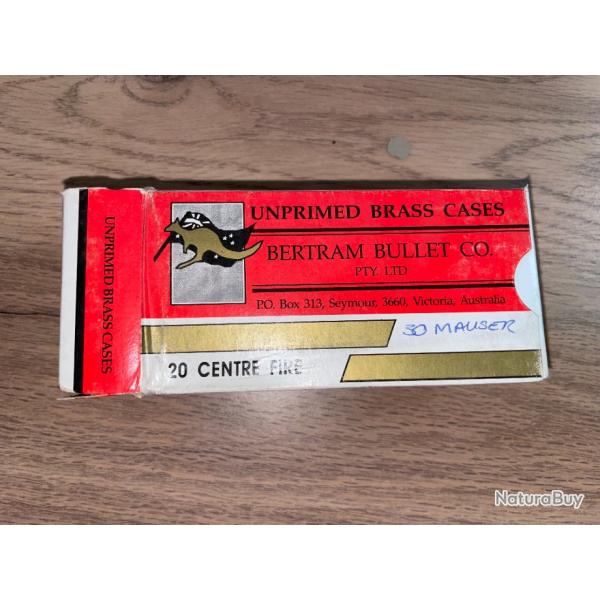 UNPRIMED BRASS CASES
UNPRIMED BRASS CASES
BERTRAM BULLET CO.
PTY. LTD
P.O. Box 313, Seymour, 3660, Victoria, Australia
30 MAUSER
20 CENTRE FIRE
NaturaBuy